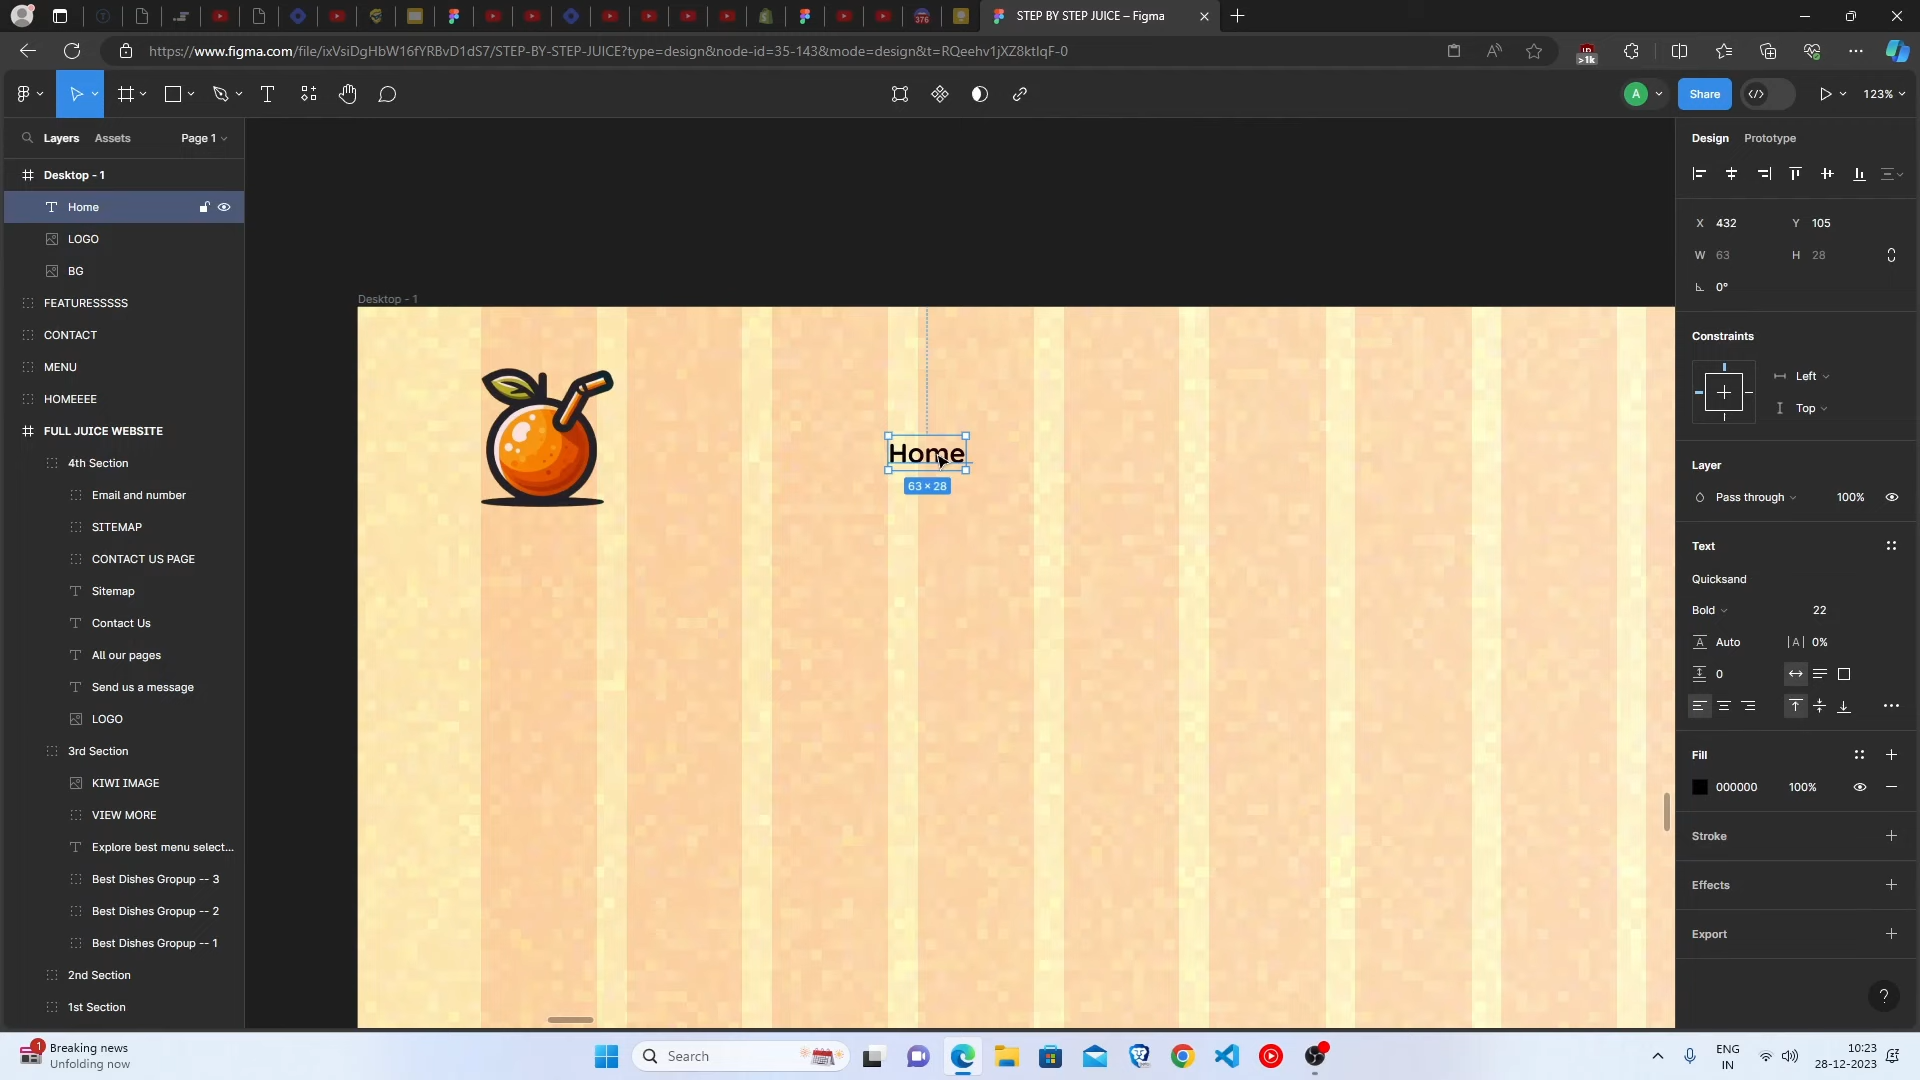 STEP BY STEP JUICE – Figma
https://www.figma.com/file/ixVsiDgHbW16fYRBvD1dS7/STEP-BY-STEP-JUICE?type=design&node-id=35-143&mode=design&t=RQeehv1jXZ8ktlqF-0
>1k
A
Share
123%
Layers Assets Page 1
Desktop - 1
Home
LOGO
BG
FEATURESSSSS
CONTACT
MENU
HOMEEEE
FULL JUICE WEBSITE
4th Section
Email and number
SITEMAP
CONTACT US PAGE
Sitemap
Contact Us
All our pages
Send us a message
LOGO
3rd Section
KIWI IMAGE
VIEW MORE
Explore best menu select...
Best Dishes Gropup -- 3
Best Dishes Gropup -- 2
Best Dishes Gropup -- 1
2nd Section
1st Section
Desktop - 1
Home
63 × 28
Design Prototype
X 432 Y 105
W 63 H 28
0°
Constraints
Left
Top
Layer
Pass through 100%
Text
Quicksand
Bold 22
A Auto |A| 0%
0
Fill
000000 100%
Stroke
Effects
Export
?
1
Breaking news
Unfolding now
Search
ENG
IN
10:23
28-12-2023